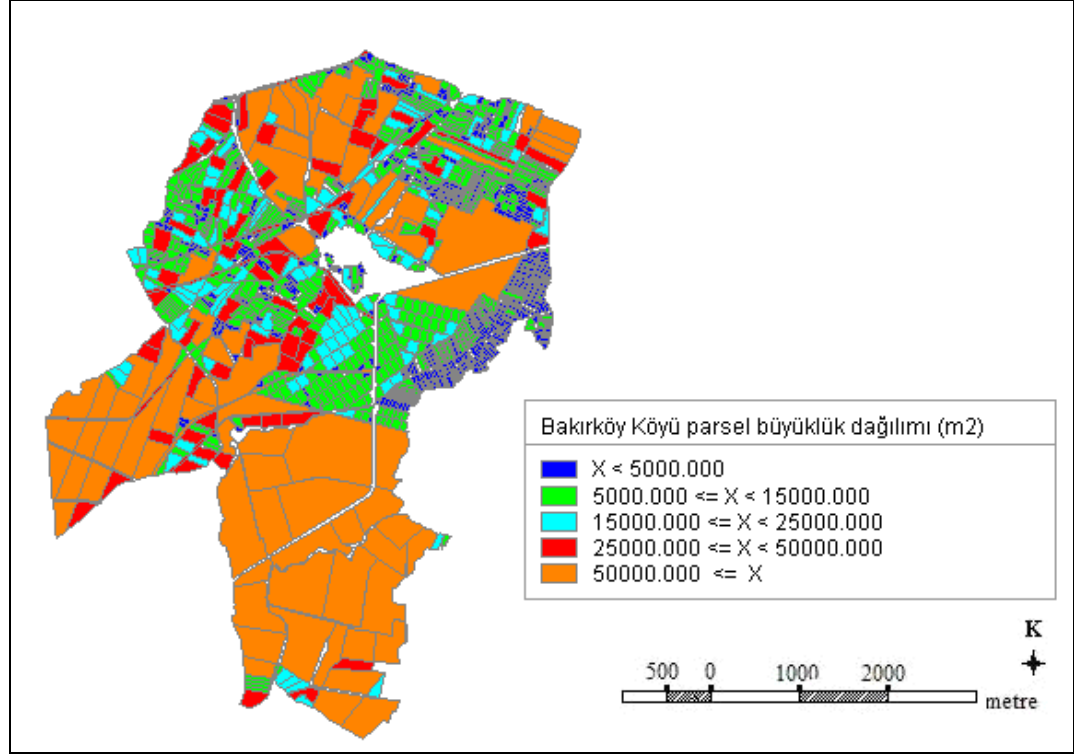 Bakırköy Köyü parsel büyüklük dağılımı (m2)
X < 5000.000
5000.000 <= X < 15000.000
15000.000 <= X < 25000.000
25000.000 <= X < 50000.000
50000.000 <= X
K
500 0 1000 2000
metre